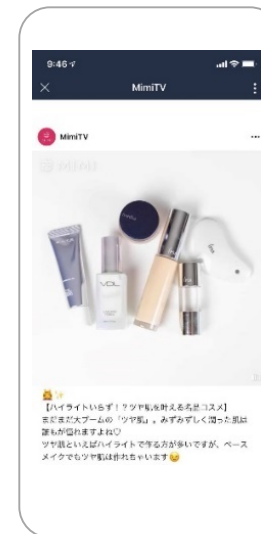 9:46
MimiTV
MimiTV
MIMI
VDL
【ハイライトいらず！？ツヤ肌を叶える名品コスメ】
まだまだ大ブームの「ツヤ肌」。みずみずしく潤った肌は
誰もが憧れますよね♡
ツヤ肌といえばハイライトで作る方が多いですが、ベース
メイクでもツヤ肌は作れちゃいます😉